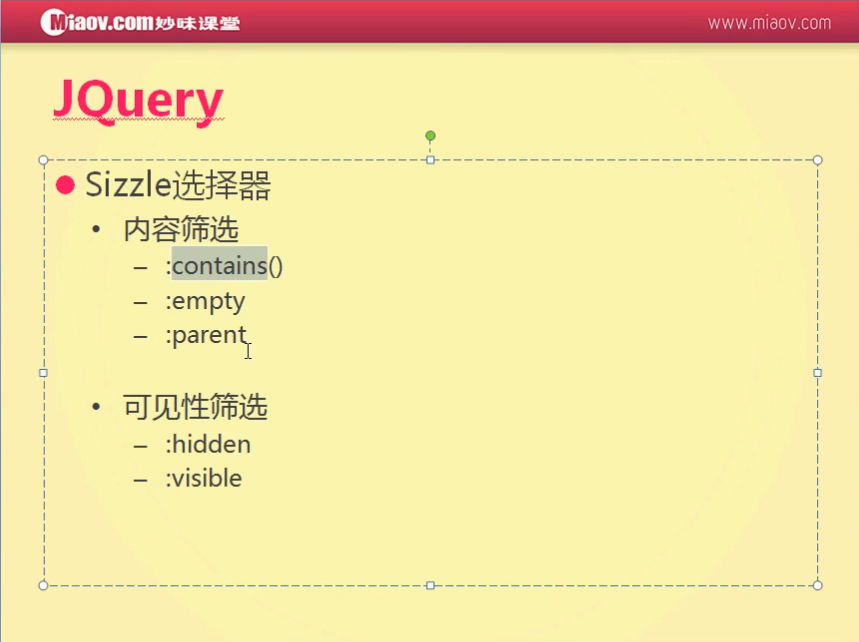 Miaov.com妙味课堂
www.miaov.com
JQuery
Sizzle选择器
• 内容筛选
– :contains()
– :empty
– :parent
• 可见性筛选
– :hidden
– :visible